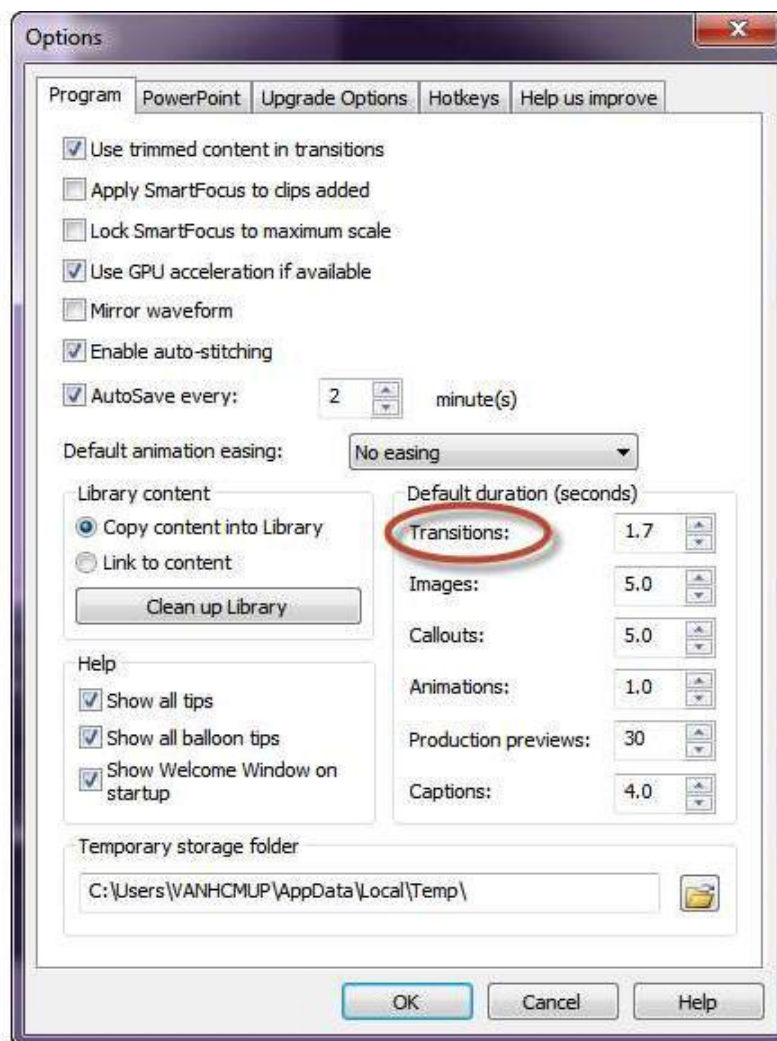 Options
Program PowerPoint Upgrade Options Hotkeys Help us improve
Use trimmed content in transitions
Apply SmartFocus to clips added
Lock SmartFocus to maximum scale
Use GPU acceleration if available
Mirror waveform
Enable auto-stitching
AutoSave every: 2 minute(s)
Default animation easing: No easing
Library content
Copy content into Library
Link to content
Clean up Library
Help
Show all tips
Show all balloon tips
Show Welcome Window on
startup
Default duration (seconds)
Transitions: 1.7
Images: 5.0
Callouts: 5.0
Animations: 1.0
Production previews: 30
Captions: 4.0
Temporary storage folder
C:\Users\VANHCMUP\AppData\Local\Temp\
OK Cancel Help